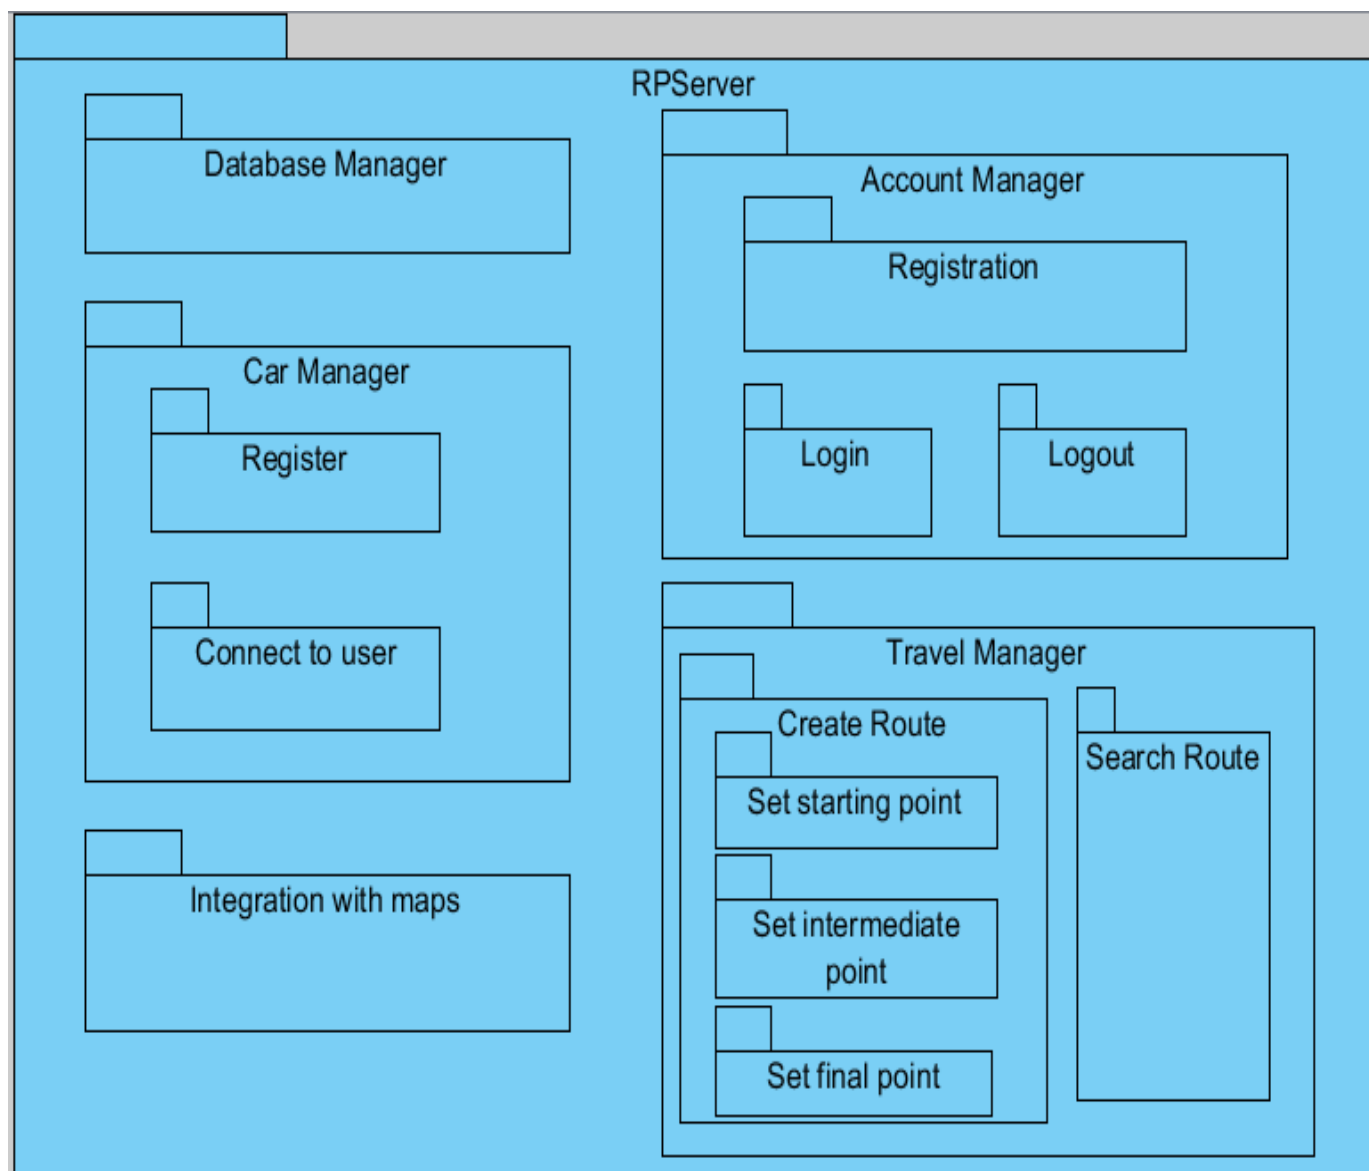 RPServer
Database Manager
Account Manager
Registration
Car Manager
Register
Login
Logout
Connect to user
Travel Manager
Create Route
Search Route
Set starting point
Integration with maps
Set intermediate
point
Set final point